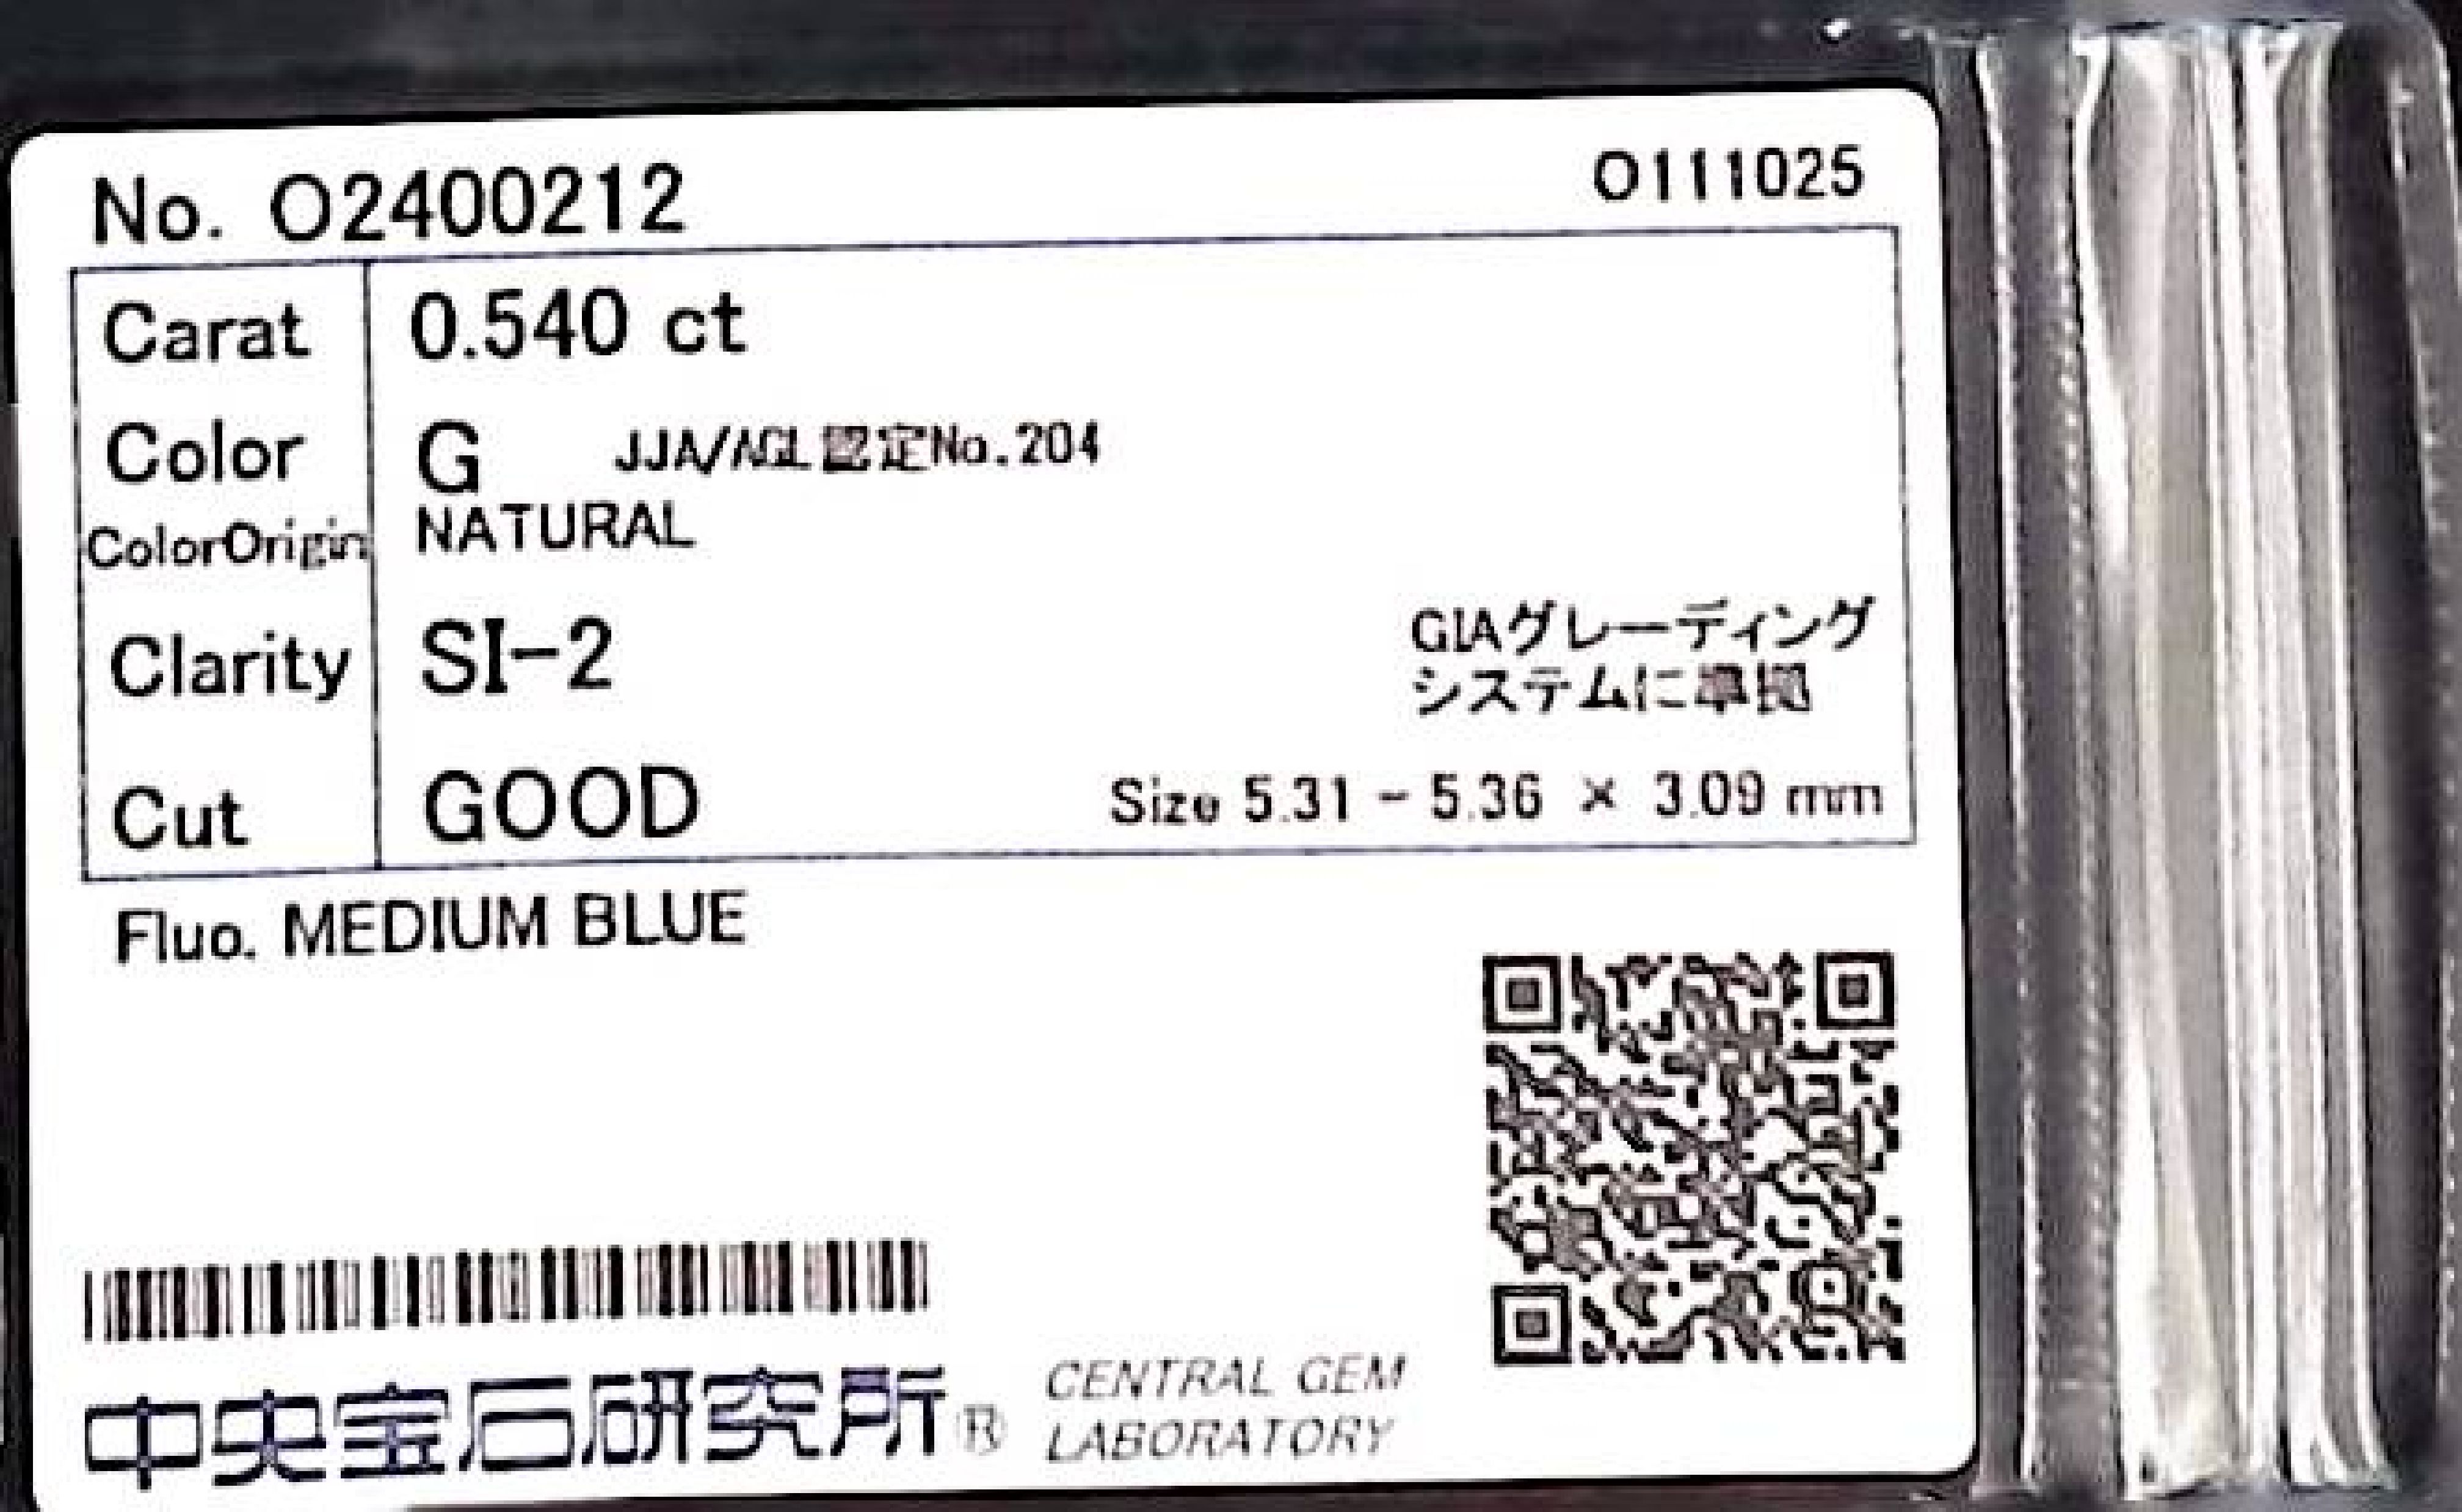 No. O2400212
O111025
Carat 0.540 ct
Color G JJA/AGL認定No.204
ColorOrigin NATURAL
Clarity SI-2
GIAグレーディング
システムに準拠
Cut GOOD Size 5.31 - 5.36 × 3.09 mm
Fluo. MEDIUM BLUE
中央宝石研究所® CENTRAL GEM
LABORATORY